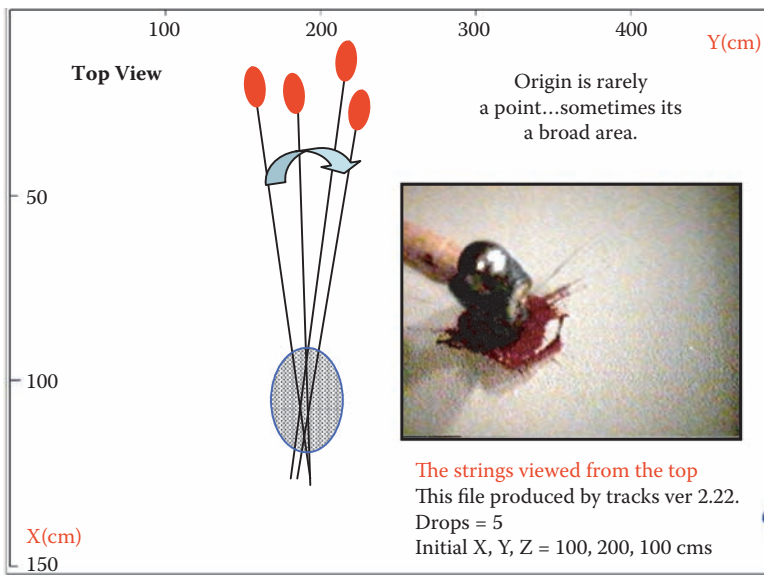 100 200 300 400
Y(cm)
Top View
Origin is rarely
a point...sometimes its
a broad area.
50
100
The strings viewed from the top
This file produced by tracks ver 2.22.
Drops = 5
Initial X, Y, Z = 100, 200, 100 cms
X(cm)
150